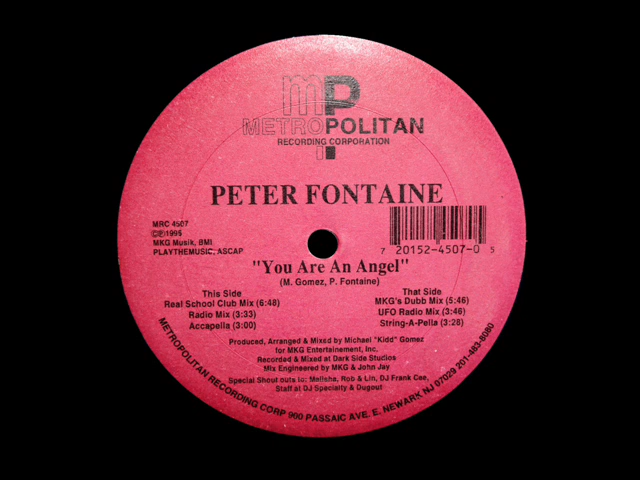 mP
METROPOLITAN
RECORDING CORPORATION
PETER FONTAINE
MRC 4507
©℗1996
MKG Musik, BMI
PLAYTHEMUSIC, ASCAP
7 20152-4507-0 5
"You Are An Angel"
(M. Gomez, P. Fontaine)
This Side
Real School Club Mix (6:48)
Radio Mix (3:33)
Accapella (3:00)
That Side
MKG's Dubb Mix (5:46)
UFO Radio Mix (3:46)
String-A-Pella (3:28)
Produced, Arranged & Mixed by Michael "Kidd" Gomez
for MKG Entertainement, Inc.
Recorded & Mixed at Dark Side Studios
Mix Engineered by MKG & John Jay
Special Shout outs to: Melishe, Rob & Lin, DJ Frank Cee,
Staff at DJ Specialty & Dugout
METROPOLITAN RECORDING CORP 900 PASSAIC AVE. E. NEWARK NJ 07029 201-483-8080